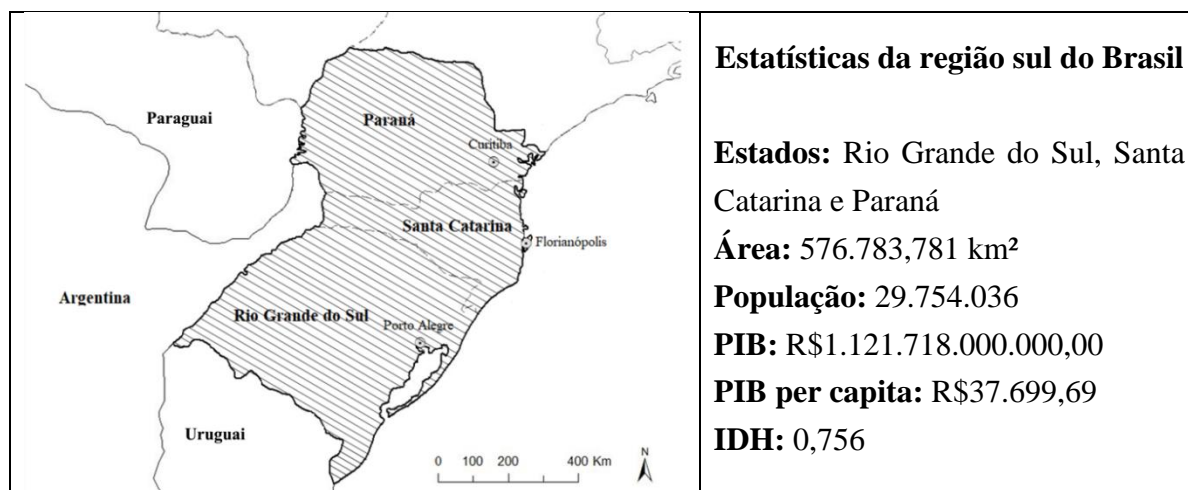 Paraguai
Paraná
Curitiba
Santa Catarina
Florianópolis
Argentina
Rio Grande do Sul
Porto Alegre
Uruguai
0 100 200 400 Km
N
Estatísticas da região sul do Brasil
Estados: Rio Grande do Sul, Santa
Catarina e Paraná
Área: 576.783,781 km²
População: 29.754.036
PIB: R$1.121.718.000.000,00
PIB per capita: R$37.699,69
IDH: 0,756